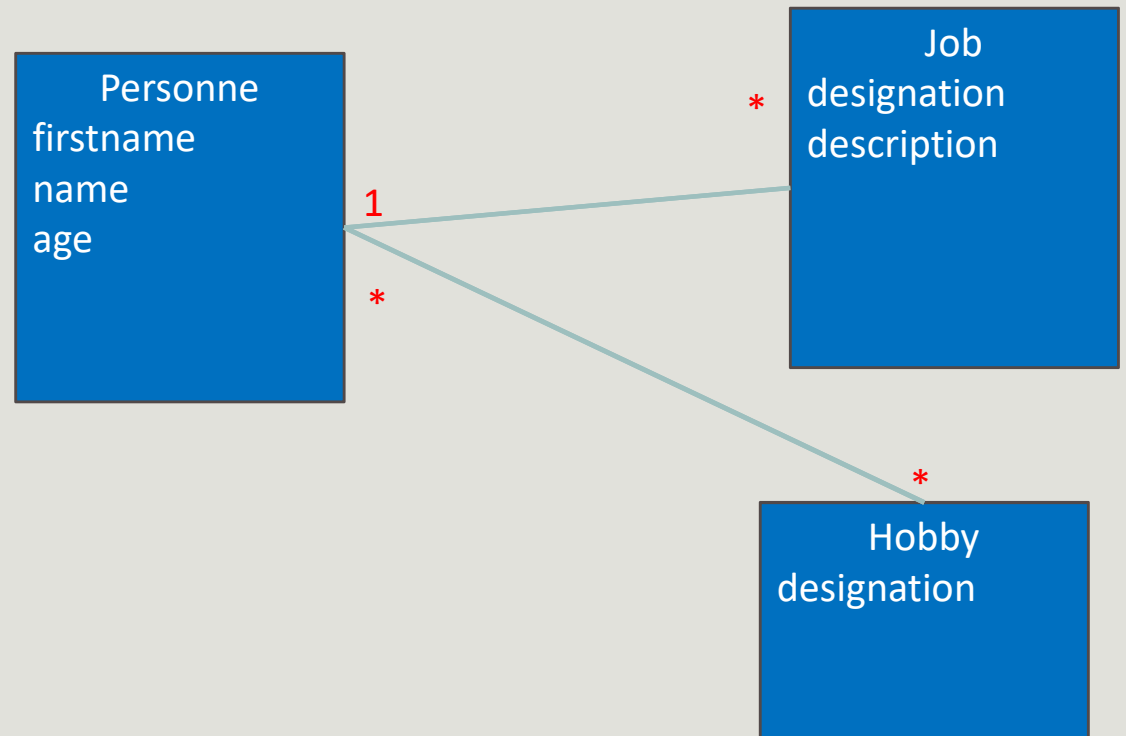 Personne
firstname
name
age
1
*
*
Job
designation
description
*
Hobby
designation